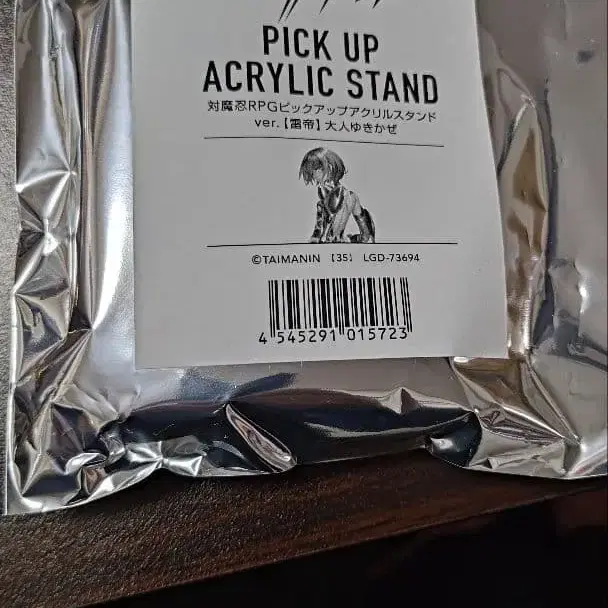 PICK UP
ACRYLIC STAND
対魔忍RPGピックアップアクリルスタンド
ver.【雷帝】大人ゆきかぜ
©TAIMANIN 【35】 LGD-73694
4 545291 015723